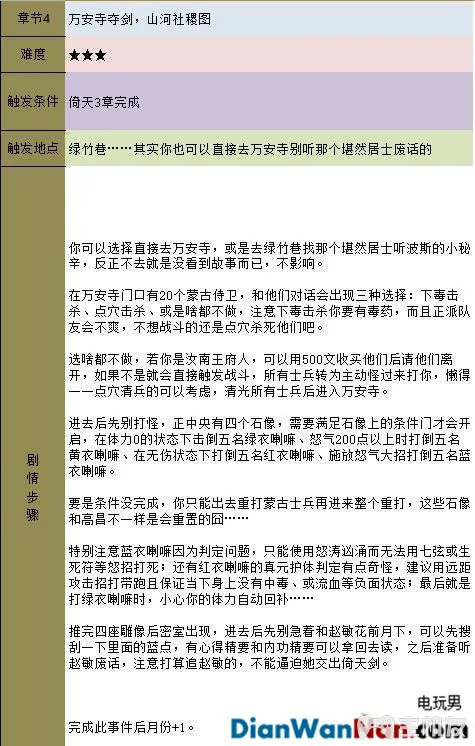 章节4
万安寺夺剑，山河社稷图
难度
★★★
触发条件
倚天3章完成
触发地点
绿竹巷……其实你也可以直接去万安寺别听那个堪然居士废话的
剧情步骤
你可以选择直接去万安寺，或是去绿竹巷找那个堪然居士听波斯的小秘
辛，反正不去就是没看到故事而已，不影响。
在万安寺门口有20个蒙古侍卫，和他们对话会出现三种选择：下毒击
杀、点穴击杀、或是啥都不做，注意下毒击杀你要有毒药，而且正派队
友会不爽，不想战斗的还是点穴杀死他们吧。
选啥都不做，若你是汝南王府人，可以用500文收买他们后请他们离
开，如果不是就会直接触发战斗，所有士兵转为主动怪过来打你，懒得
一一点穴清兵的可以考虑，清光所有士兵后进入万安寺。
进去后先别打怪，正中央有四个石像，需要满足石像上的条件门才会开
启，在体力0的状态下击倒五名绿衣喇嘛、怒气200点以上时打倒五名
黄衣喇嘛、在无伤状态下打倒五名红衣喇嘛、施放怒气大招打倒五名蓝
衣喇嘛。
要是条件没完成，你只能出去重打蒙古士兵再进来整个重打，这些石像
和高昌不一样是会重置的囧……
特别注意蓝衣喇嘛因为判定问题，只能使用怒涛汹涌而无法用七弦或生
死符等怒招打死；还有红衣喇嘛的真元护体判定有点奇怪，建议用远距
攻击招打带跑且保证当下身上没有中毒、或流血等负面状态；最后就是
打绿衣喇嘛时，小心你的体力自动回补……
推完四座雕像后密室出现，进去后先别急着和赵敏花前月下，可以先搜
刮一下里面的蓝点，有心得精要和内功精要可以拿回去读，之后准备听
赵敏废话，注意打算追赵敏的，不能逼迫她交出倚天剑。
完成此事件后月份+1。
电玩男
DianWanNan.com